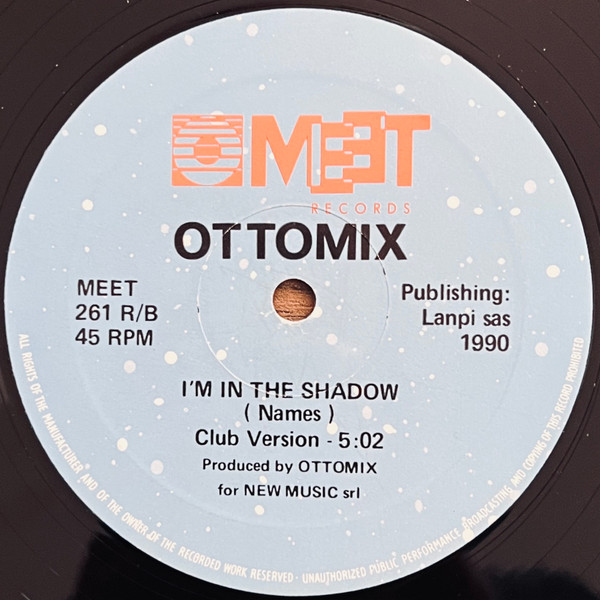 MEET
RECORDS
OTTOMIX
MEET
261 R/B
45 RPM
Publishing:
Lanpi sas
1990
I'M IN THE SHADOW
( Names )
Club Version - 5:02
Produced by OTTOMIX
for NEW MUSIC srl
ALL RIGHTS OF THE MANUFACTURER AND OF THE OWNER OF THE RECORDED WORK RESERVED · UNAUTHORIZED PUBLIC PERFORMANCE BROADCASTING AND COPYING OF THIS RECORD PROHIBITED